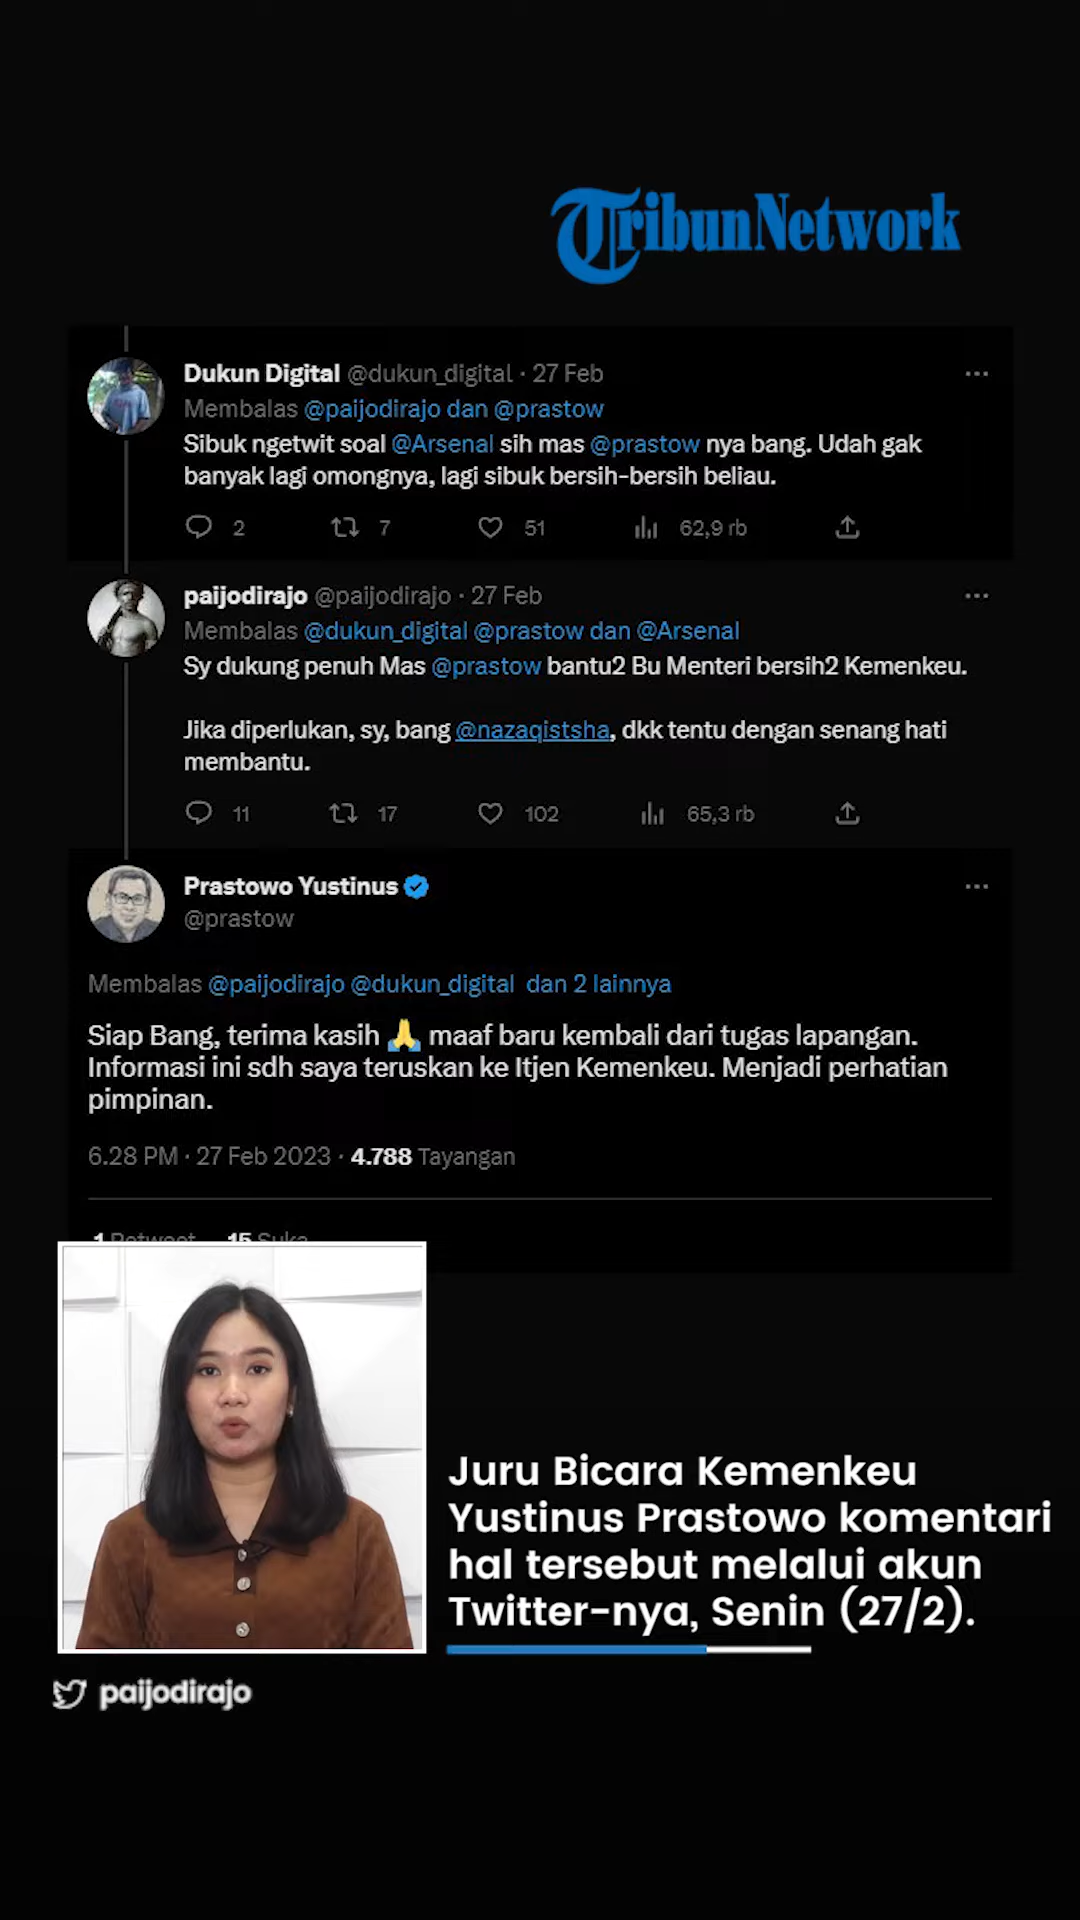 TribunNetwork
Dukun Digital @dukun_digital · 27 Feb
Membalas @paijodirajo dan @prastow
Sibuk ngetwit soal @Arsenal sih mas @prastow nya bang. Udah gak
banyak lagi omongnya, lagi sibuk bersih-bersih beliau.
2 7 51 62,9 rb
paijodirajo @paijodirajo · 27 Feb
Membalas @dukun_digital @prastow dan @Arsenal
Sy dukung penuh Mas @prastow bantu2 Bu Menteri bersih2 Kemenkeu.
Jika diperlukan, sy, bang @nazaqistsha, dkk tentu dengan senang hati
membantu.
11 17 102 65,3 rb
Prastowo Yustinus
@prastow
Membalas @paijodirajo @dukun_digital dan 2 lainnya
Siap Bang, terima kasih 🙏 maaf baru kembali dari tugas lapangan.
Informasi ini sdh saya teruskan ke Itjen Kemenkeu. Menjadi perhatian
pimpinan.
6.28 PM · 27 Feb 2023 · 4.788 Tayangan
1 Retweet 15 Suka
Juru Bicara Kemenkeu
Yustinus Prastowo komentari
hal tersebut melalui akun
Twitter-nya, Senin (27/2).
paijodirajo